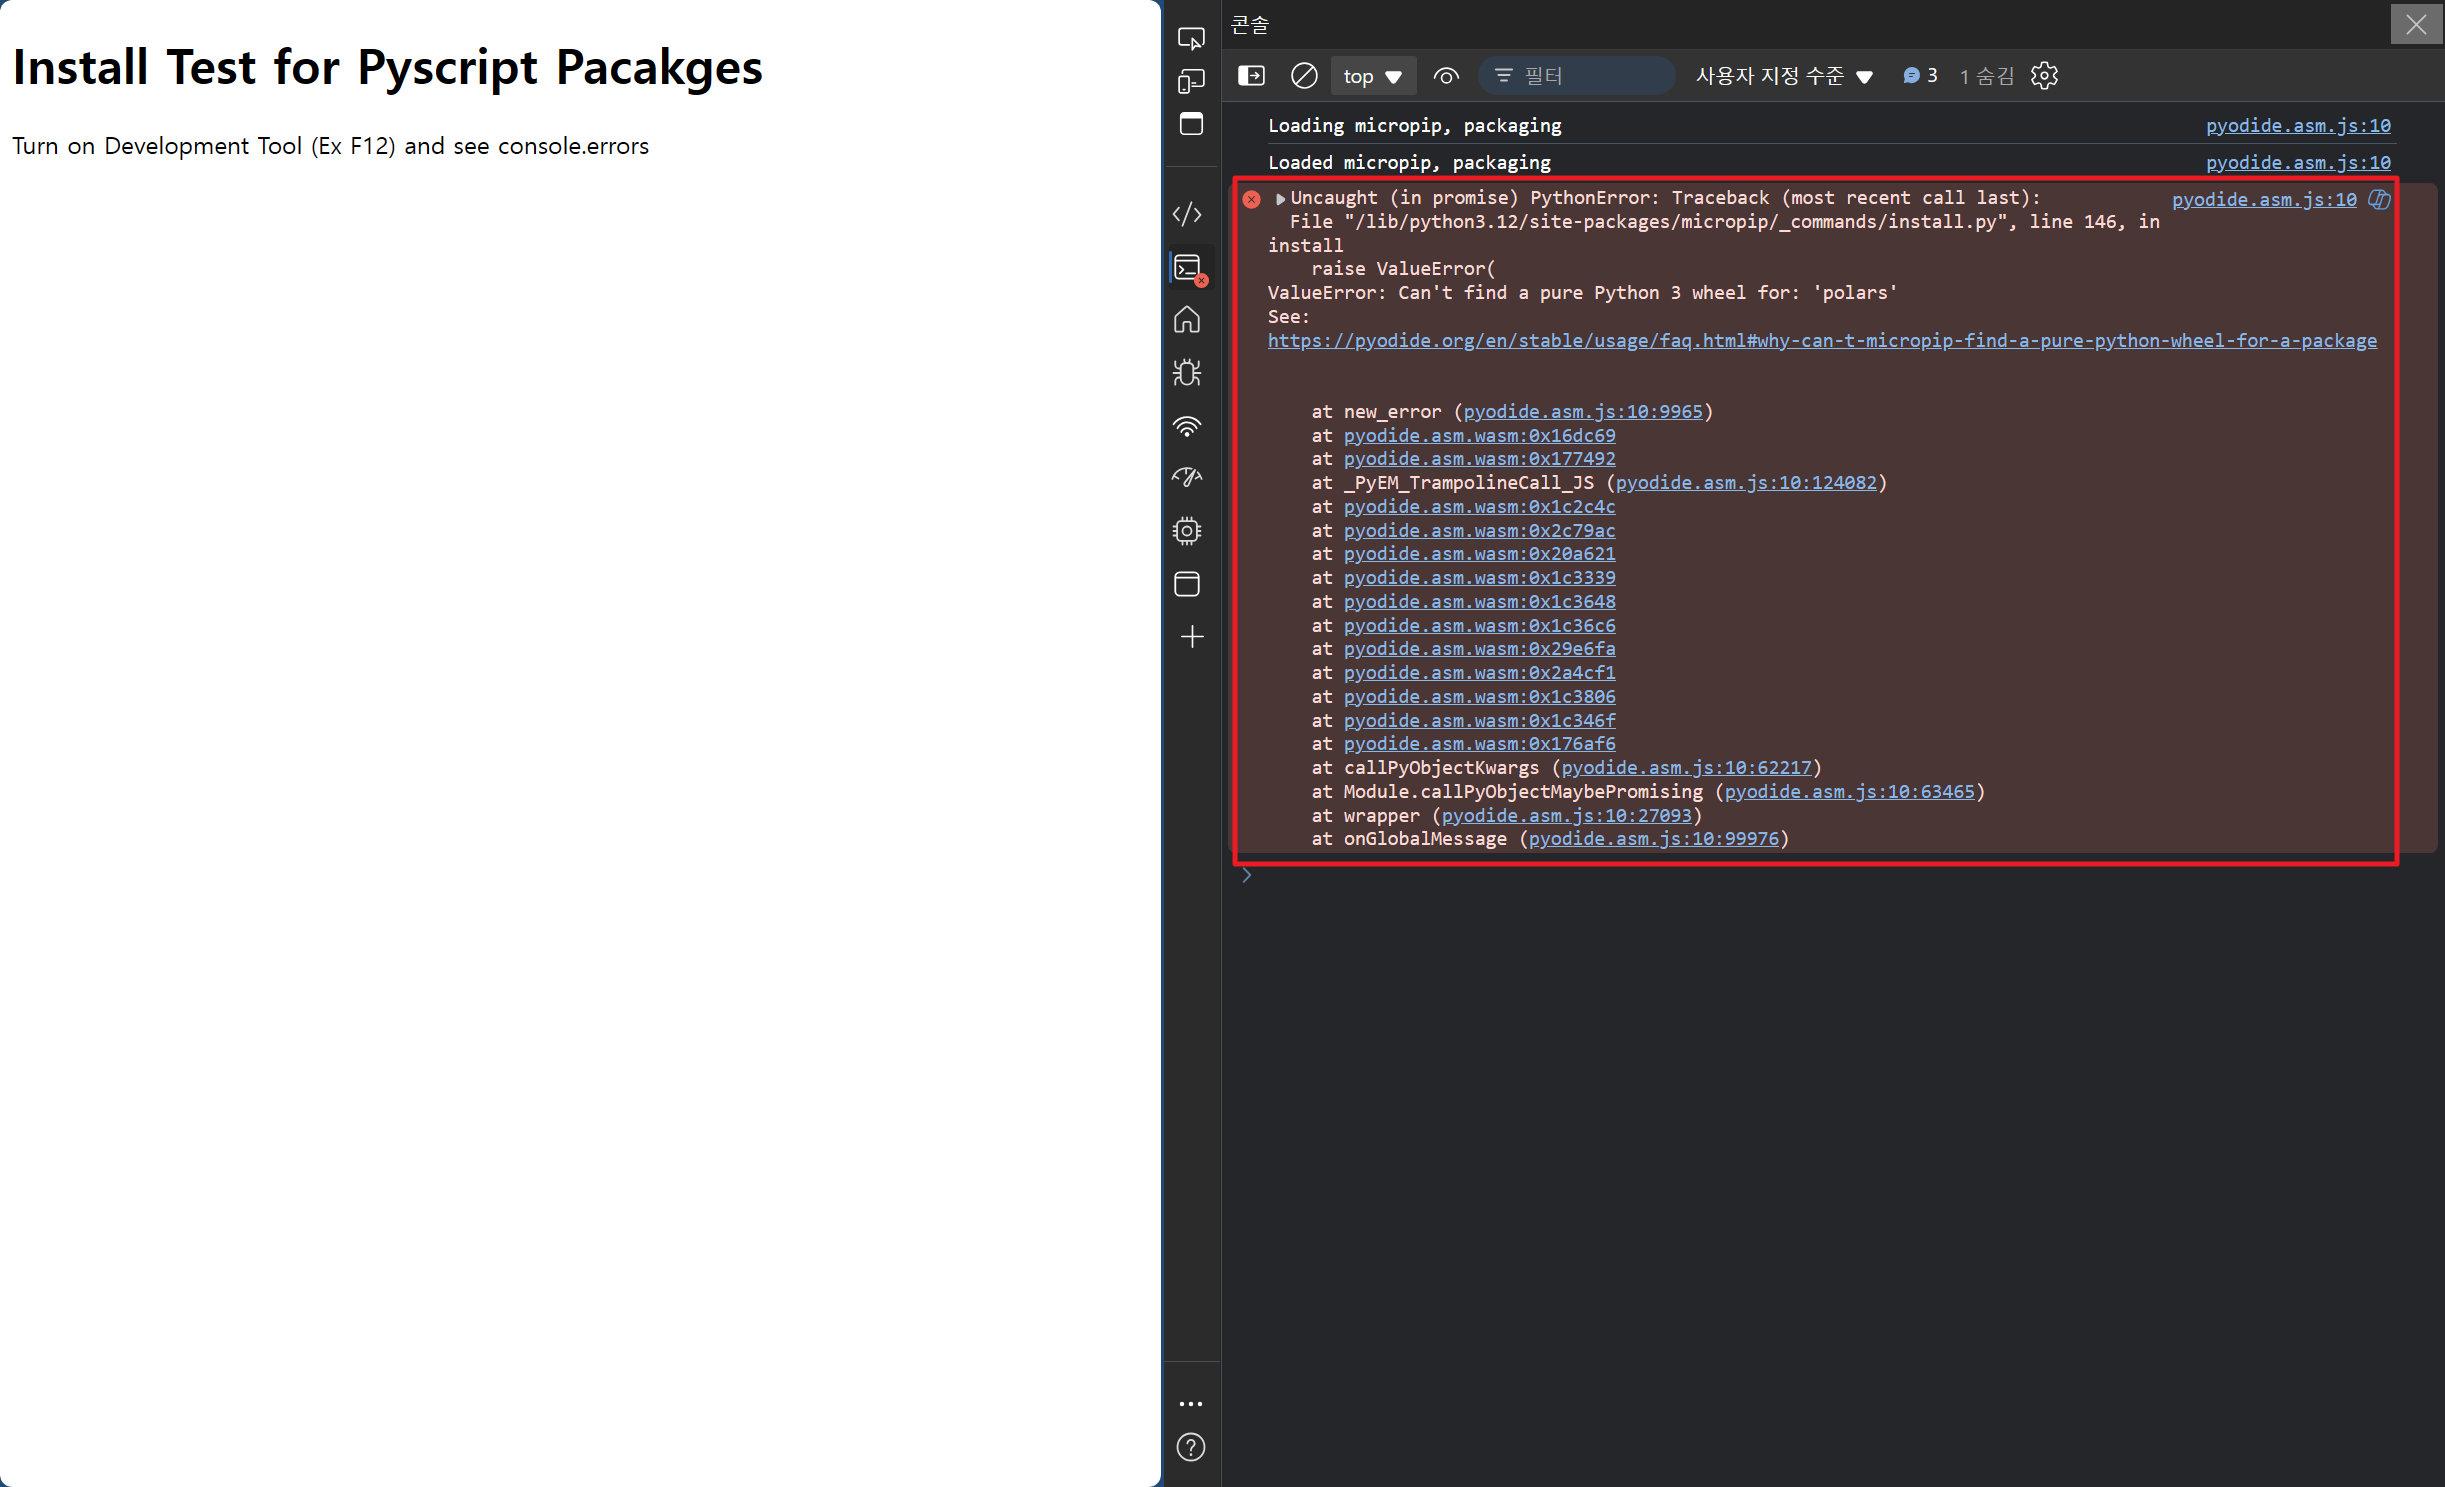 Install Test for Pyscript Pacakges
Turn on Development Tool (Ex F12) and see console.errors
콘솔
top
필터
사용자 지정 수준
3
1 숨김
Loading micropip, packaging pyodide.asm.js:10
Loaded micropip, packaging pyodide.asm.js:10
Uncaught (in promise) PythonError: Traceback (most recent call last): pyodide.asm.js:10
File "/lib/python3.12/site-packages/micropip/_commands/install.py", line 146, in
install
raise ValueError(
ValueError: Can't find a pure Python 3 wheel for: 'polars'
See:
https://pyodide.org/en/stable/usage/faq.html#why-can-t-micropip-find-a-pure-python-wheel-for-a-package
at new_error (pyodide.asm.js:10:9965)
at pyodide.asm.wasm:0x16dc69
at pyodide.asm.wasm:0x177492
at _PyEM_TrampolineCall_JS (pyodide.asm.js:10:124082)
at pyodide.asm.wasm:0x1c2c4c
at pyodide.asm.wasm:0x2c79ac
at pyodide.asm.wasm:0x20a621
at pyodide.asm.wasm:0x1c3339
at pyodide.asm.wasm:0x1c3648
at pyodide.asm.wasm:0x1c36c6
at pyodide.asm.wasm:0x29e6fa
at pyodide.asm.wasm:0x2a4cf1
at pyodide.asm.wasm:0x1c3806
at pyodide.asm.wasm:0x1c346f
at pyodide.asm.wasm:0x176af6
at callPyObjectKwargs (pyodide.asm.js:10:62217)
at Module.callPyObjectMaybePromising (pyodide.asm.js:10:63465)
at wrapper (pyodide.asm.js:10:27093)
at onGlobalMessage (pyodide.asm.js:10:99976)